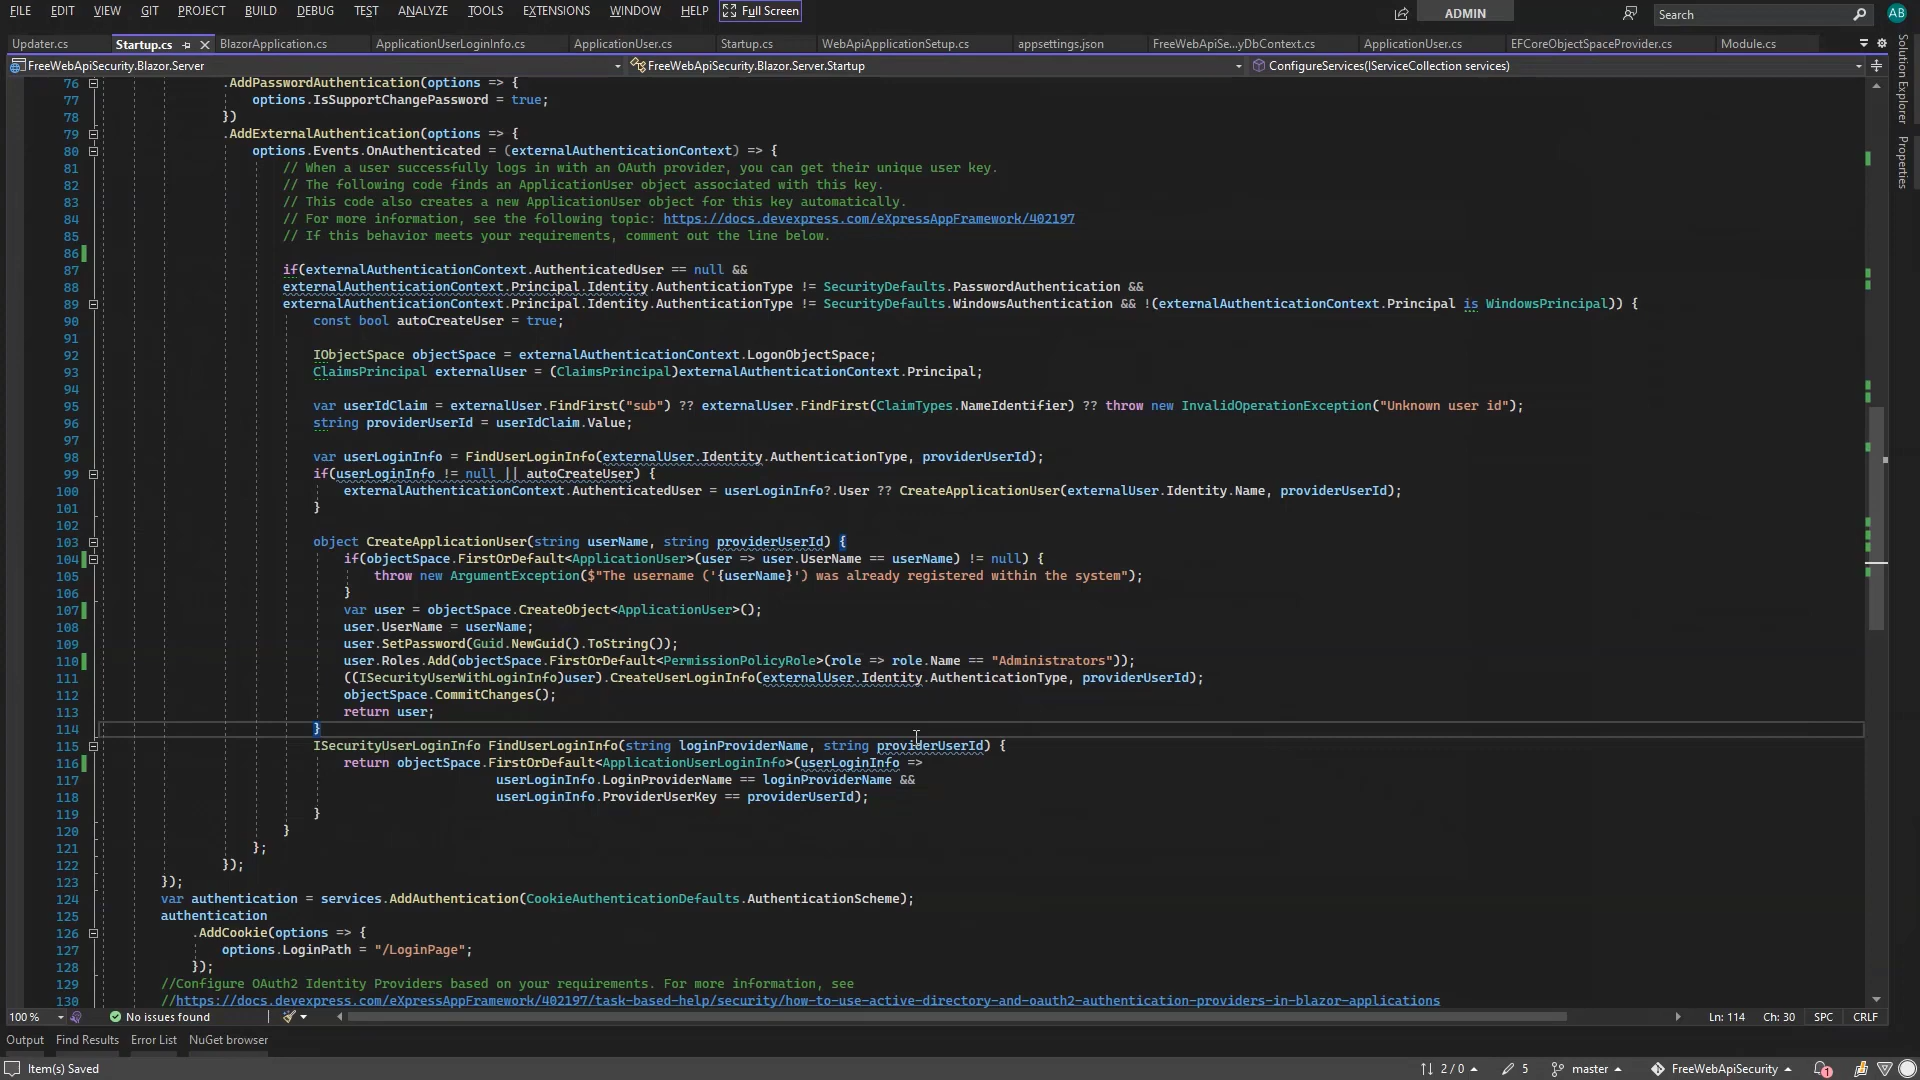 FILE EDIT VIEW GIT PROJECT BUILD DEBUG TEST ANALYZE TOOLS EXTENSIONS WINDOW HELP Full Screen ADMIN Search AB
Updater.cs Startup.cs BlazorApplication.cs ApplicationUserLoginInfo.cs ApplicationUser.cs Startup.cs WebApiApplicationSetup.cs appsettings.json FreeWebApiSe...yDbContext.cs ApplicationUser.cs EFCoreObjectSpaceProvider.cs Module.cs
FreeWebApiSecurity.Blazor.Server FreeWebApiSecurity.Blazor.Server.Startup ConfigureServices(IServiceCollection services)
Solution Explorer
Properties
76 .AddPasswordAuthentication(options => {
77 options.IsSupportChangePassword = true;
78 })
79 .AddExternalAuthentication(options => {
80 options.Events.OnAuthenticated = (externalAuthenticationContext) => {
81 // When a user successfully logs in with an OAuth provider, you can get their unique user key.
82 // The following code finds an ApplicationUser object associated with this key.
83 // This code also creates a new ApplicationUser object for this key automatically.
84 // For more information, see the following topic: https://docs.devexpress.com/eXpressAppFramework/402197
85 // If this behavior meets your requirements, comment out the line below.
86
87 if(externalAuthenticationContext.AuthenticatedUser == null &&
88 externalAuthenticationContext.Principal.Identity.AuthenticationType != SecurityDefaults.PasswordAuthentication &&
89 externalAuthenticationContext.Principal.Identity.AuthenticationType != SecurityDefaults.WindowsAuthentication && !(externalAuthenticationContext.Principal is WindowsPrincipal)) {
90 const bool autoCreateUser = true;
91
92 IObjectSpace objectSpace = externalAuthenticationContext.LogonObjectSpace;
93 ClaimsPrincipal externalUser = (ClaimsPrincipal)externalAuthenticationContext.Principal;
94
95 var userIdClaim = externalUser.FindFirst("sub") ?? externalUser.FindFirst(ClaimTypes.NameIdentifier) ?? throw new InvalidOperationException("Unknown user id");
96 string providerUserId = userIdClaim.Value;
97
98 var userLoginInfo = FindUserLoginInfo(externalUser.Identity.AuthenticationType, providerUserId);
99 if(userLoginInfo != null || autoCreateUser) {
100 externalAuthenticationContext.AuthenticatedUser = userLoginInfo?.User ?? CreateApplicationUser(externalUser.Identity.Name, providerUserId);
101 }
102
103 object CreateApplicationUser(string userName, string providerUserId) {
104 if(objectSpace.FirstOrDefault<ApplicationUser>(user => user.UserName == userName) != null) {
105 throw new ArgumentException($"The username ('{userName}') was already registered within the system");
106 }
107 var user = objectSpace.CreateObject<ApplicationUser>();
108 user.UserName = userName;
109 user.SetPassword(Guid.NewGuid().ToString());
110 user.Roles.Add(objectSpace.FirstOrDefault<PermissionPolicyRole>(role => role.Name == "Administrators"));
111 ((ISecurityUserWithLoginInfo)user).CreateUserLoginInfo(externalUser.Identity.AuthenticationType, providerUserId);
112 objectSpace.CommitChanges();
113 return user;
114 }
115 ISecurityUserLoginInfo FindUserLoginInfo(string loginProviderName, string providerUserId) {
116 return objectSpace.FirstOrDefault<ApplicationUserLoginInfo>(userLoginInfo =>
117 userLoginInfo.LoginProviderName == loginProviderName &&
118 userLoginInfo.ProviderUserKey == providerUserId);
119 }
120 }
121 };
122 });
123 });
124 var authentication = services.AddAuthentication(CookieAuthenticationDefaults.AuthenticationScheme);
125 authentication
126 .AddCookie(options => {
127 options.LoginPath = "/LoginPage";
128 });
129 //Configure OAuth2 Identity Providers based on your requirements. For more information, see
130 //https://docs.devexpress.com/eXpressAppFramework/402197/task-based-help/security/how-to-use-active-directory-and-oauth2-authentication-providers-in-blazor-applications
100 % No issues found Ln: 114 Ch: 30 SPC CRLF
Output Find Results Error List NuGet browser
Item(s) Saved 2 / 0 5 master FreeWebApiSecurity 1